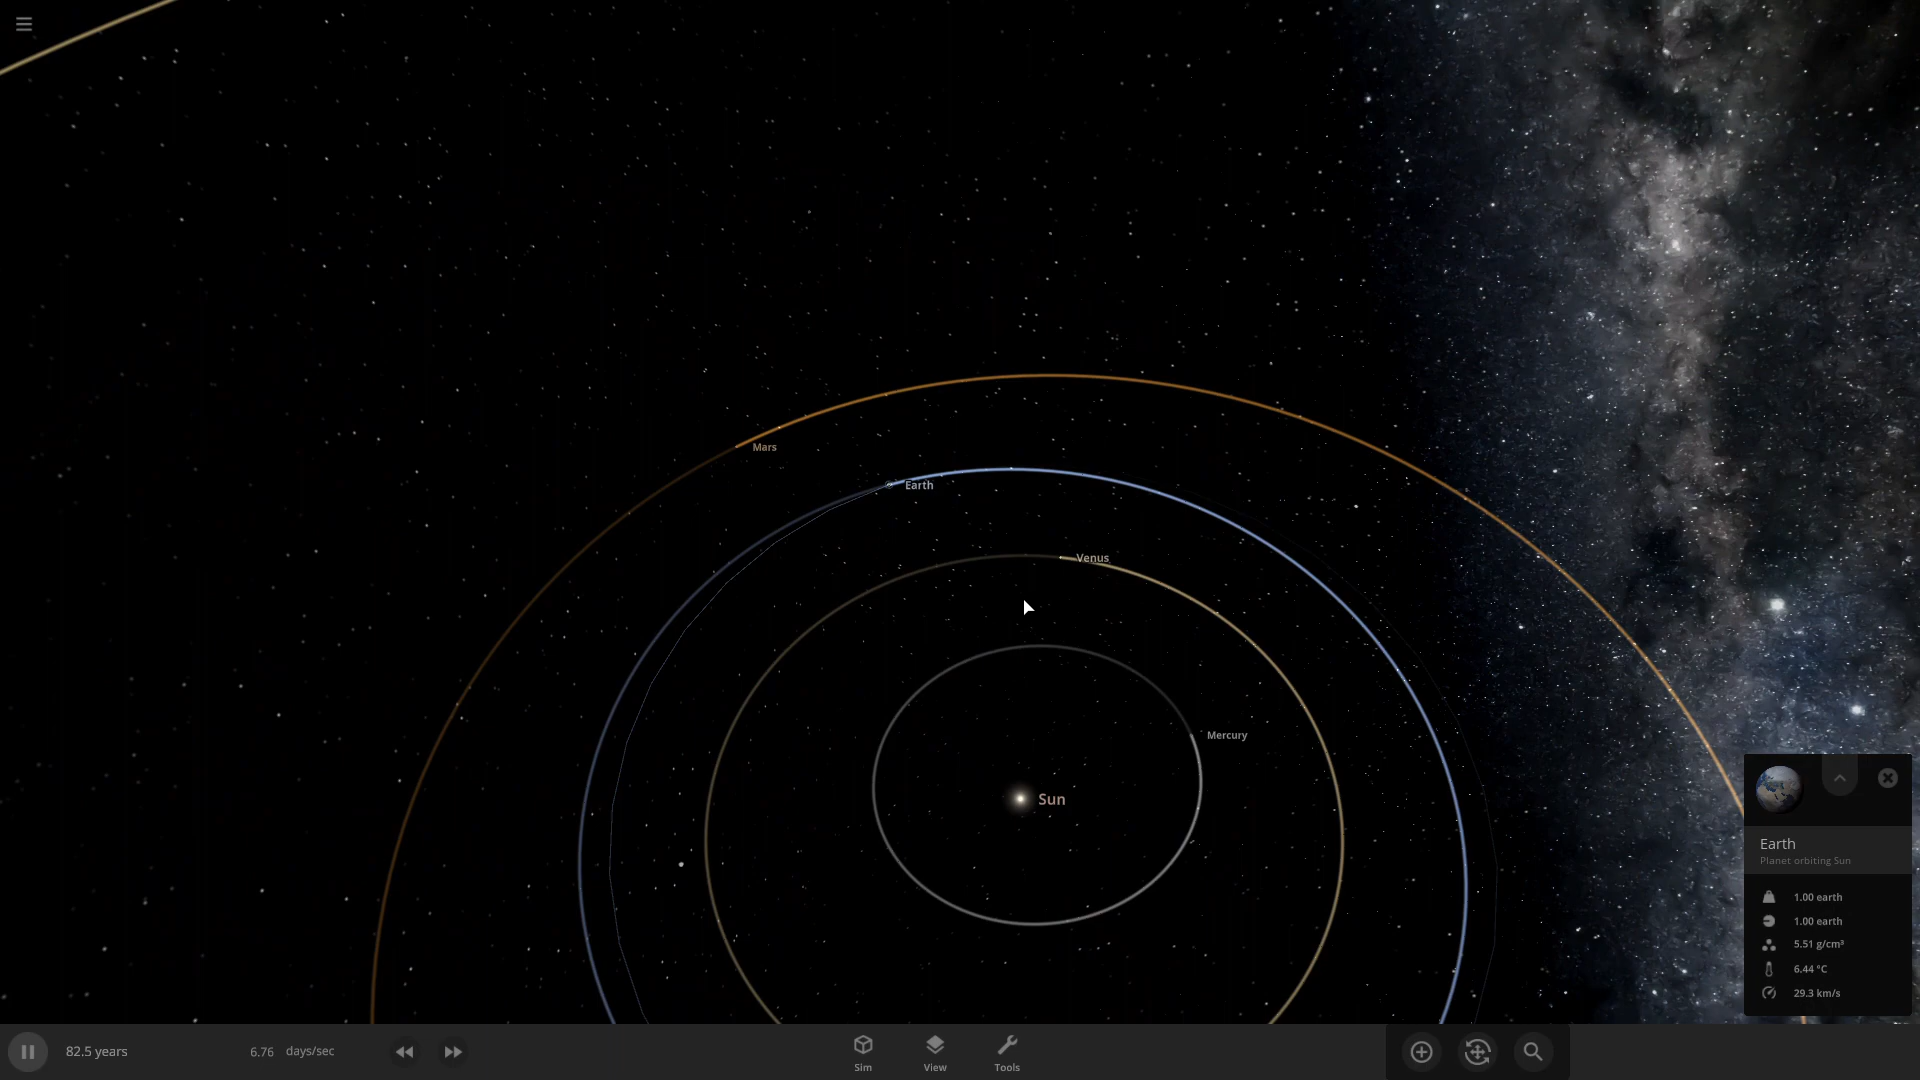 Mars
Earth
Venus
Mercury
Sun
Earth
Planet orbiting Sun
1.00 earth
1.00 earth
5.51 g/cm³
6.44 °C
29.3 km/s
82.5 years
6.76 days/sec
Sim
View
Tools